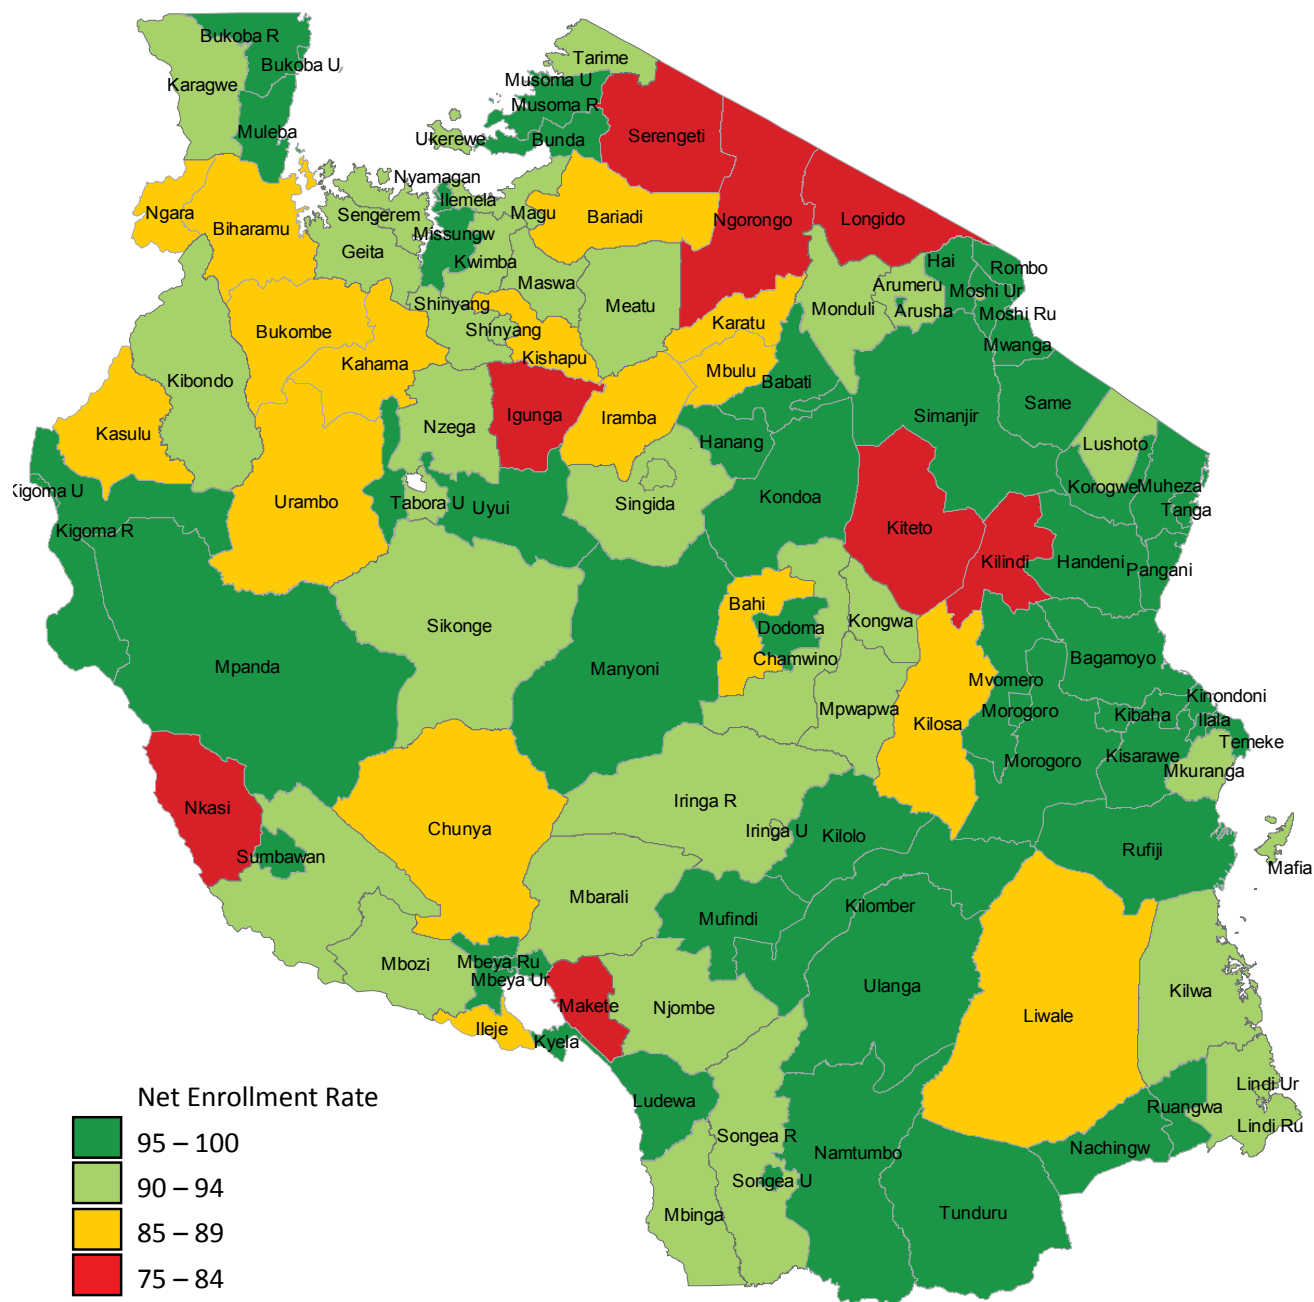 Bukoba R
Bukoba U
Karagwe
Muleba
Tarime
Musoma U
Musoma R
Bunda
Serengeti
Ukerewe
Nyamagan
Ilemela
Sengerem
Magu
Missungw
Geita
Kwimba
Ngara
Biharamu
Bariadi
Ngorongo
Longido
Maswa
Meatu
Monduli
Arumeru
Arusha
Hai
Rombo
Moshi Ur
Moshi Ru
Mwanga
Shinyang
Shinyang
Kishapu
Karatu
Mbulu
Babati
Bukombe
Kahama
Kibondo
Kasulu
Nzega
Igunga
Iramba
Hanang
Simanjir
Same
Lushoto
Korogwe
Muheza
Tanga
Kigoma U
Kigoma R
Urambo
Tabora U
Uyui
Singida
Kondoa
Kiteto
Kilindi
Handeni
Pangani
Sikonge
Mpanda
Manyoni
Bahi
Dodoma
Chamwino
Kongwa
Mpwapwa
Kilosa
Mvomero
Morogoro
Morogoro
Bagamoyo
Kibaha
Kinondoni
Ilala
Temeke
Kisarawe
Mkuranga
Nkasi
Sumbawan
Chunya
Iringa R
Iringa U
Kilolo
Rufiji
Mafia
Mbarali
Mufindi
Kilomber
Ulanga
Mbozi
Mbeya Ru
Mbeya Ur
Makete
Njombe
Ileje
Kyela
Liwale
Kilwa
Ludewa
Songea R
Songea U
Mbinga
Namtumbo
Tunduru
Nachingw
Ruangwa
Lindi Ur
Lindi Ru
Net Enrollment Rate
95 – 100
90 – 94
85 – 89
75 – 84